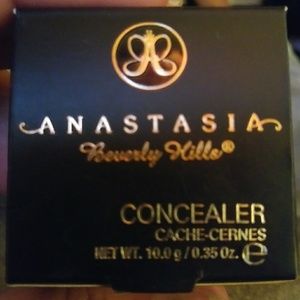 ANASTASIA
Beverly Hills®
CONCEALER
CACHE-CERNES
NET WT. 10.0 g / 0.35 Oz. ℮